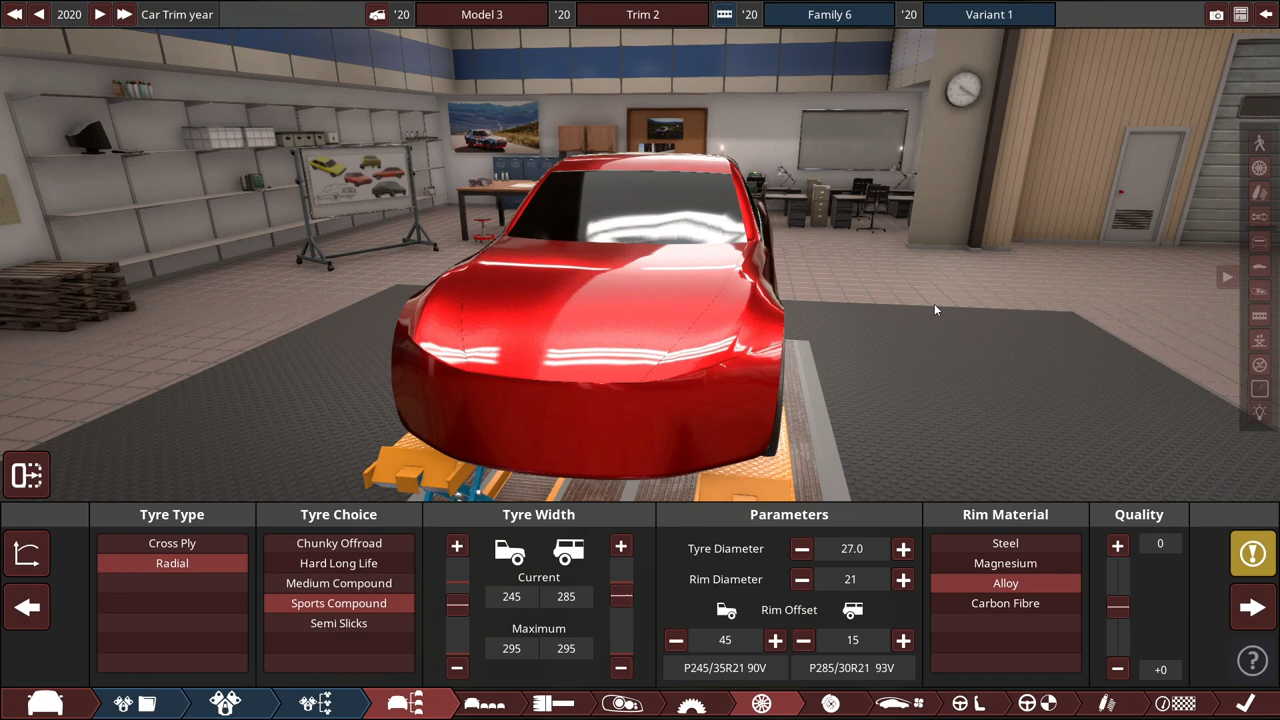 2020 Car Trim year '20 Model 3 '20 Trim 2 '20 Family 6 '20 Variant 1
Tyre Type Tyre Choice Tyre Width Parameters Rim Material Quality
Cross Ply
Radial
Chunky Offroad
Hard Long Life
Medium Compound
Sports Compound
Semi Slicks
Current
245 285
Maximum
295 295
Tyre Diameter 27.0
Rim Diameter 21
Rim Offset
45 15
P245/35R21 90V P285/30R21 93V
Steel
Magnesium
Alloy
Carbon Fibre
0
+0